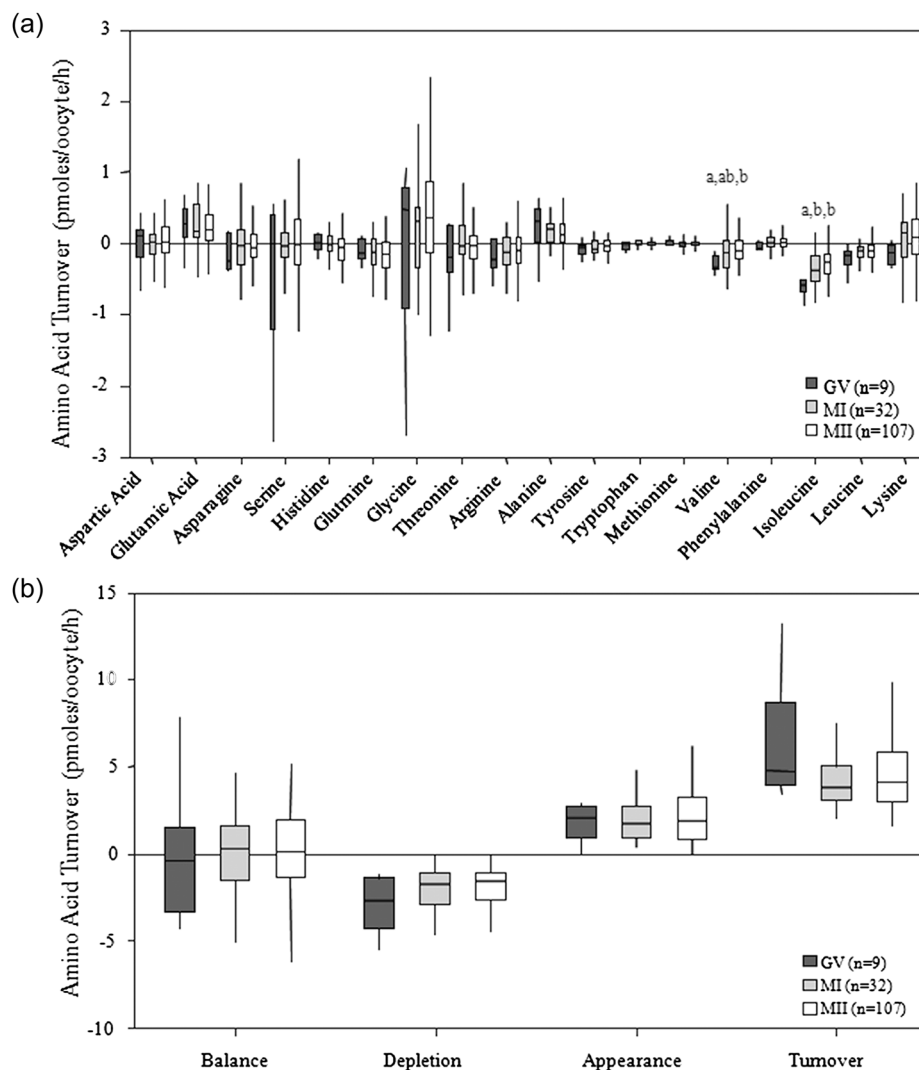 (a)
Amino Acid Turnover (pmoles/oocyte/h)
3
2
1
0
-1
-2
-3
a,ab,b
a,b,b
GV (n=9)
MI (n=32)
MII (n=107)
Aspartic Acid
Glutamic Acid
Asparagine
Serine
Histidine
Glutmine
Glycine
Threonine
Arginine
Alanine
Tyrosine
Tryptophan
Methionine
Valine
Phenylalanine
Isoleucine
Leucine
Lysine
(b)
Amino Acid Turnover (pmoles/oocyte/h)
15
10
5
0
-5
-10
GV (n=9)
MI (n=32)
MII (n=107)
Balance
Depletion
Appearance
Turnover